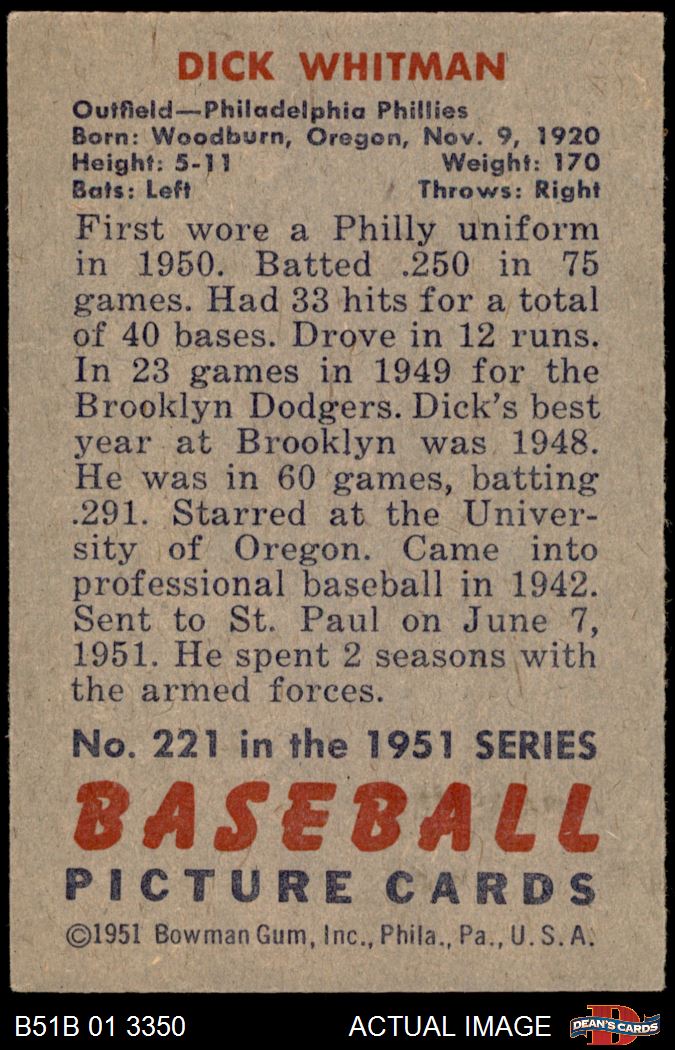 DICK WHITMAN
Outfield—Philadelphia Phillies
Born: Woodburn, Oregon, Nov. 9, 1920
Height: 5-11 Weight: 170
Bats: Left Throws: Right
First wore a Philly uniform
in 1950. Batted .250 in 75
games. Had 33 hits for a total
of 40 bases. Drove in 12 runs.
In 23 games in 1949 for the
Brooklyn Dodgers. Dick's best
year at Brooklyn was 1948.
He was in 60 games, batting
.291. Starred at the Univer-
sity of Oregon. Came into
professional baseball in 1942.
Sent to St. Paul on June 7,
1951. He spent 2 seasons with
the armed forces.
No. 221 in the 1951 SERIES
BASEBALL
PICTURE CARDS
©1951 Bowman Gum, Inc., Phila., Pa., U. S. A.
B51B 01 3350 ACTUAL IMAGE D DEAN'S CARDS